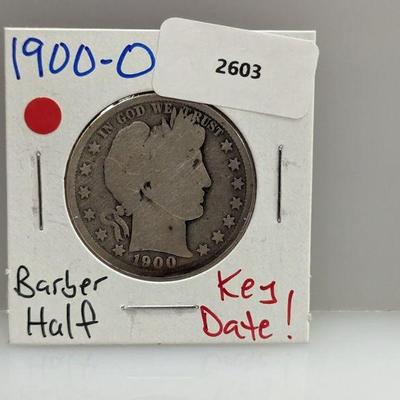 1900-O
2603
IN GOD WE TRUST
1900
Barber
Half
Key
Date!